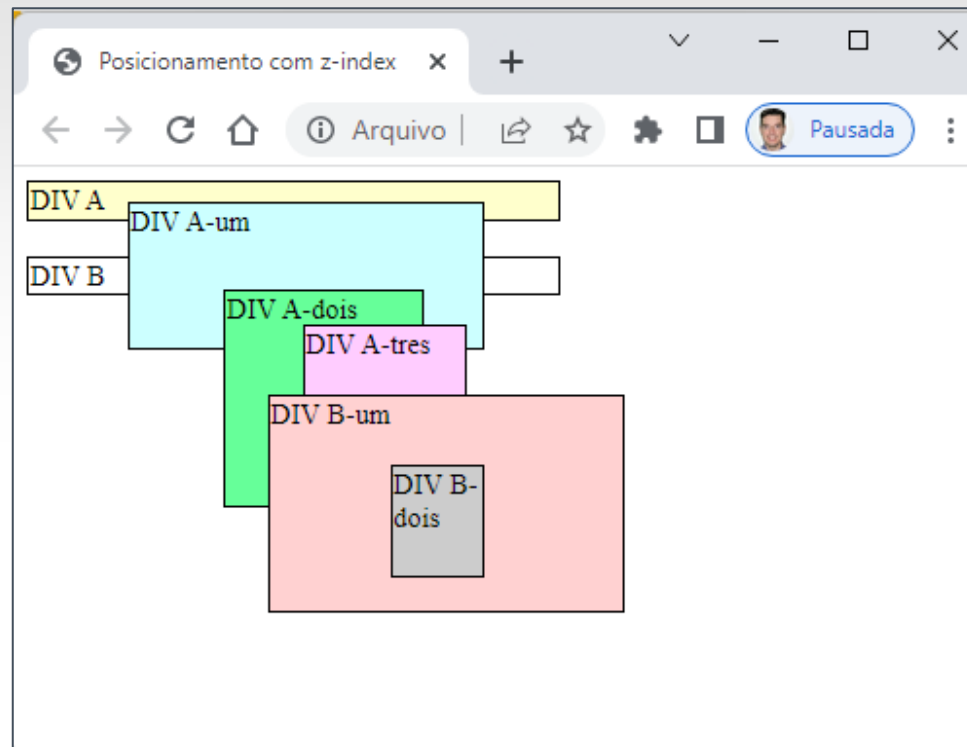 Posicionamento com z-index
Arquivo
Pausada
DIV A
DIV A-um
DIV B
DIV A-dois
DIV A-tres
DIV B-um
DIV B-
dois